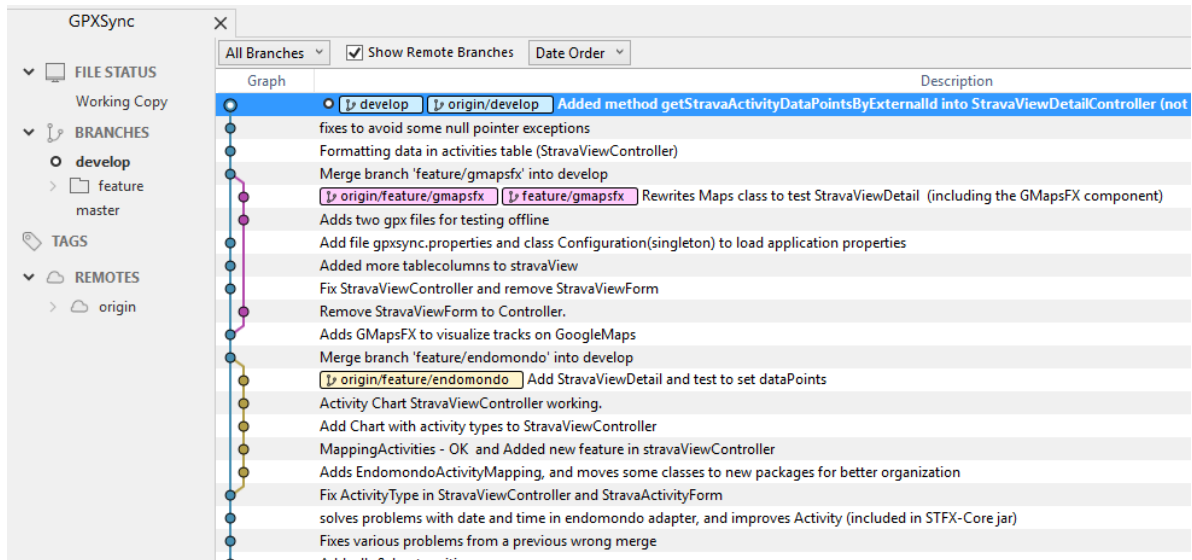 GPXSync
FILE STATUS
Working Copy
BRANCHES
develop
feature
master
TAGS
REMOTES
origin
All Branches
Show Remote Branches
Date Order
Graph
Description
develop origin/develop Added method getStravaActivityDataPointsByExternalId into StravaViewDetailController (not
fixes to avoid some null pointer exceptions
Formatting data in activities table (StravaViewController)
Merge branch 'feature/gmapsfx' into develop
origin/feature/gmapsfx feature/gmapsfx Rewrites Maps class to test StravaViewDetail (including the GMapsFX component)
Adds two gpx files for testing offline
Add file gpxsync.properties and class Configuration(singleton) to load application properties
Added more tablecolumns to stravaView
Fix StravaViewController and remove StravaViewForm
Remove StravaViewForm to Controller.
Adds GMapsFX to visualize tracks on GoogleMaps
Merge branch 'feature/endomondo' into develop
origin/feature/endomondo Add StravaViewDetail and test to set dataPoints
Activity Chart StravaViewController working.
Add Chart with activity types to StravaViewController
MappingActivities - OK and Added new feature in stravaViewController
Adds EndomondoActivityMapping, and moves some classes to new packages for better organization
Fix ActivityType in StravaViewController and StravaActivityForm
solves problems with date and time in endomondo adapter, and improves Activity (included in STFX-Core jar)
Fixes various problems from a previous wrong merge